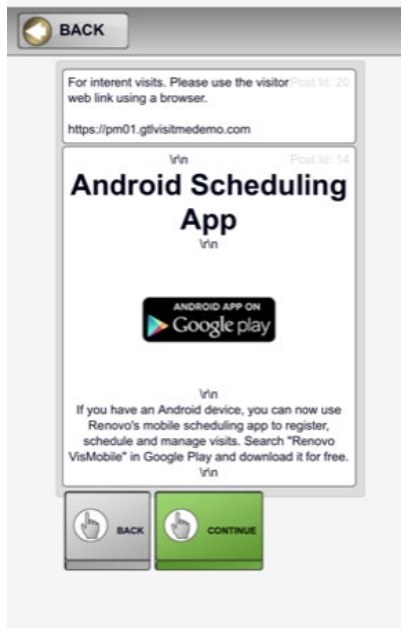 BACK
For interent visits. Please use the visitor Post Id: 20
web link using a browser.
https://pm01.gtlvisitmedemo.com
\r\n Post Id: 14
Android Scheduling
App
\r\n
ANDROID APP ON
Google play
\r\n
If you have an Android device, you can now use
Renovo's mobile scheduling app to register,
schedule and manage visits. Search "Renovo
VisMobile" in Google Play and download it for free.
\r\n
BACK CONTINUE